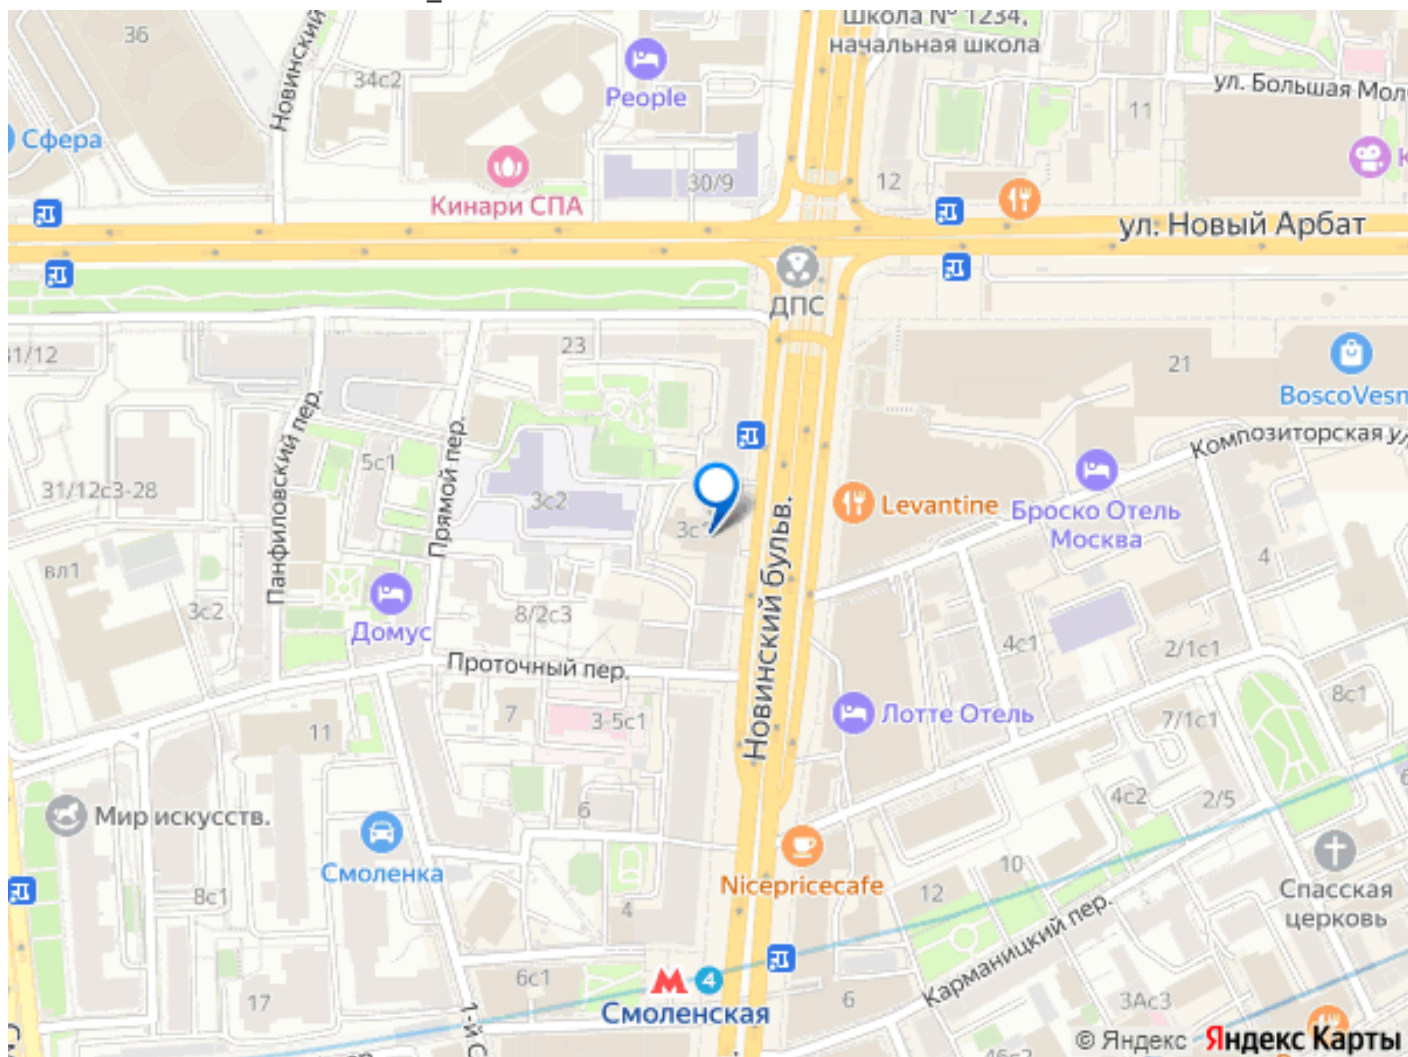 Школа № 1234,
начальная школа
36
Новинский
34с2
People
ул. Большая Мол
11
Сфера
30/9
12
Кинари СПА
ул. Новый Арбат
ДПС
31/12
23
21
BoscoVesn
Панфиловский пер.
Прямой пер.
5с1
Композиторская ул
31/12с3-28
3с2
Levantine
Броско Отель
Москва
3с1
Новинский бульв.
4
вл1
3с2
Домус
8/2с3
4с1
2/1с1
Проточный пер.
8с1
7
3-5с1
Лотте Отель
7/1с1
11
4с2
2/5
6
Мир искусств.
Смоленка
Nicepricecafe
10
12
Спасская
церковь
8с1
4
Карманицкий пер.
6с1
4
17
Смоленская
6
3Ас3
1-й С
© Яндекс Яндекс Карты